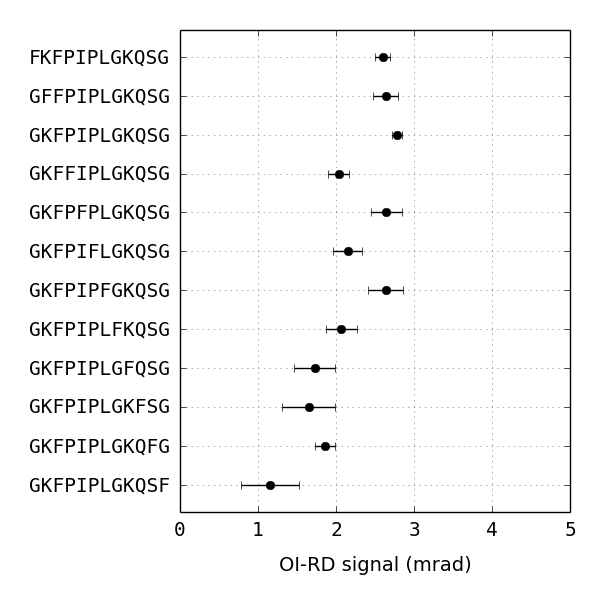 FKFPIPLGKQSG
GFFPIPLGKQSG
GKFPIPLGKQSG
GKFFIPLGKQSG
GKFPFPLGKQSG
GKFPIFLGKQSG
GKFPIPFGKQSG
GKFPIPLFKQSG
GKFPIPLGFQSG
GKFPIPLGKFSG
GKFPIPLGKQFG
GKFPIPLGKQSF
0 1 2 3 4 5
OI-RD signal (mrad)